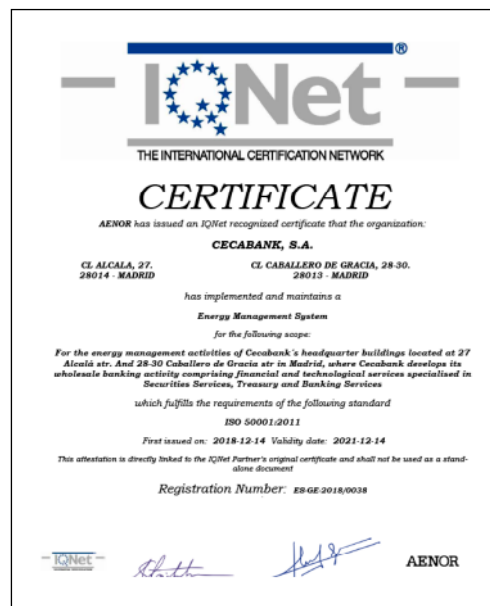 IQNet ®
THE INTERNATIONAL CERTIFICATION NETWORK
CERTIFICATE
AENOR has issued an IQNet recognized certificate that the organization:
CECABANK, S.A.
CL ALCALA, 27.
28014 - MADRID
CL CABALLERO DE GRACIA, 28-30.
28013 - MADRID
has implemented and maintains a
Energy Management System
for the following scope:
For the energy management activities of Cecabank´s headquarter buildings located at 27
Alcalá str. And 28-30 Caballero de Gracia str in Madrid, where Cecabank develops its
wholesale banking activity comprising financial and technological services specialised in
Securities Services, Treasury and Banking Services
which fulfills the requirements of the following standard
ISO 50001:2011
First issued on: 2018-12-14 Validity date: 2021-12-14
This attestation is directly linked to the IQNet Partner's original certificate and shall not be used as a stand-
alone document
Registration Number: ES-GE-2018/0038
IQNet
AENOR